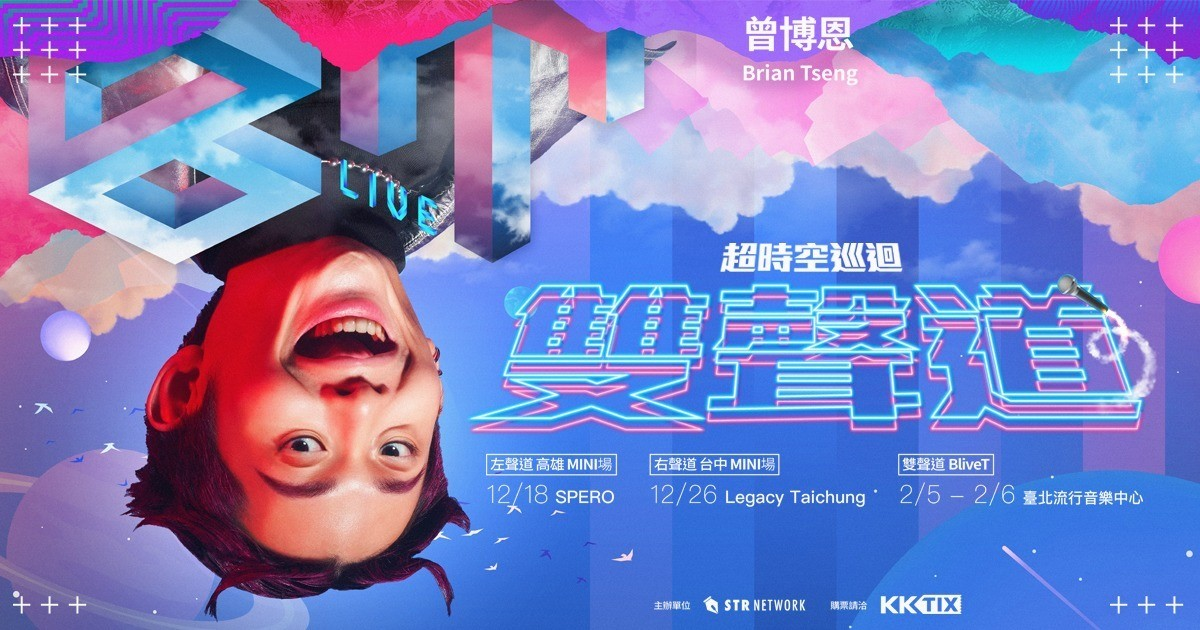 曾博恩
Brian Tseng
LIVE
超時空巡迴
雙聲道
左聲道 高雄 MINI場
12/18 SPERO
右聲道 台中 MINI場
12/26 Legacy Taichung
雙聲道 BliveT
2/5 – 2/6 臺北流行音樂中心
主辦單位 STR NETWORK 購票請洽 KKTIX